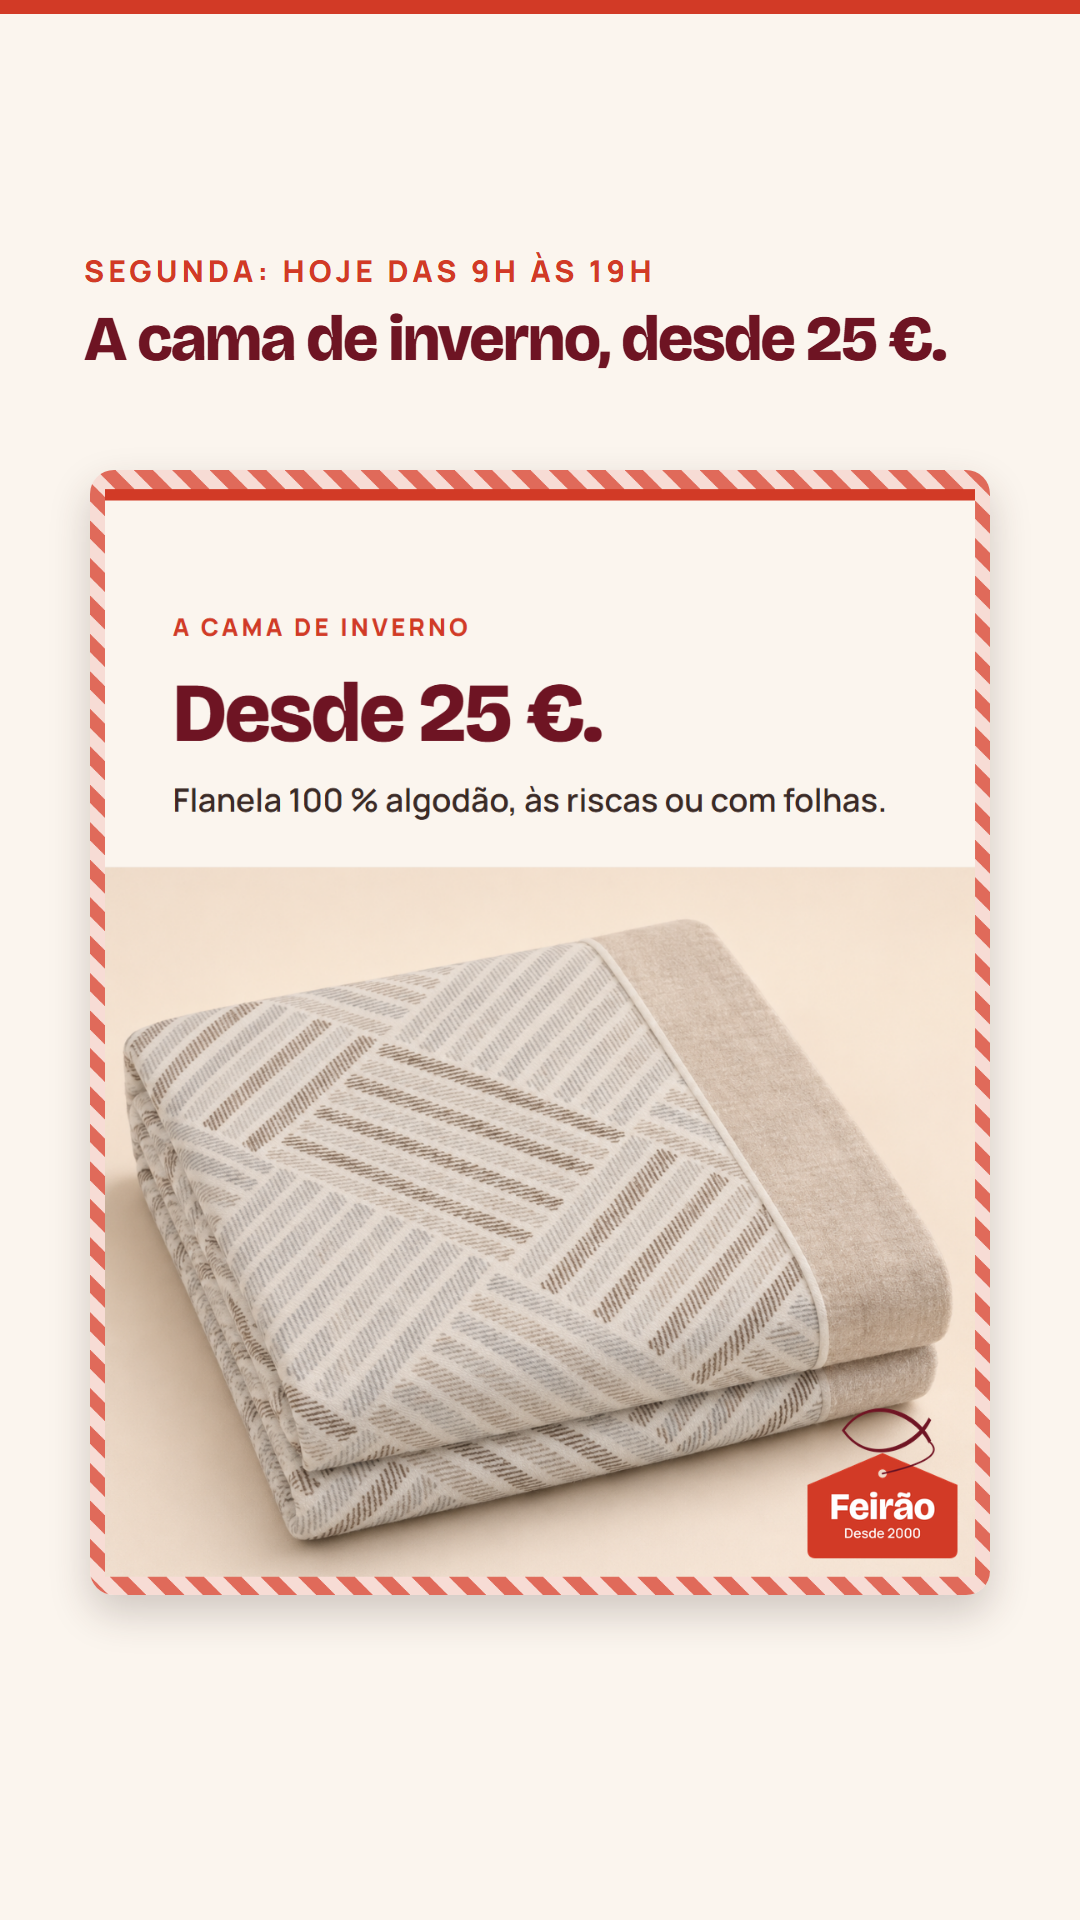 SEGUNDA: HOJE DAS 9H ÀS 19H
A cama de inverno, desde 25 €.
A CAMA DE INVERNO
Desde 25 €.
Flanela 100 % algodão, às riscas ou com folhas.
Feirão
Desde 2000